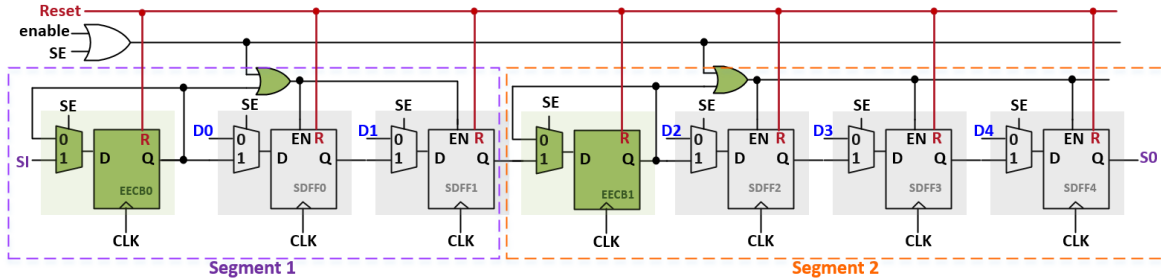 Reset
enable
SE
SE
SE
SE
SE
SE
SE
SE
0
1
SI
D
R
Q
EECB0
D0
0
1
EN R
D
Q
SDFF0
D1
0
1
EN R
D
Q
SDFF1
0
1
D
R
Q
EECB1
D2
0
1
EN R
D
Q
SDFF2
D3
0
1
EN R
D
Q
SDFF3
D4
0
1
EN R
D
Q
SDFF4
S0
CLK
CLK
CLK
CLK
CLK
CLK
CLK
Segment 1
Segment 2